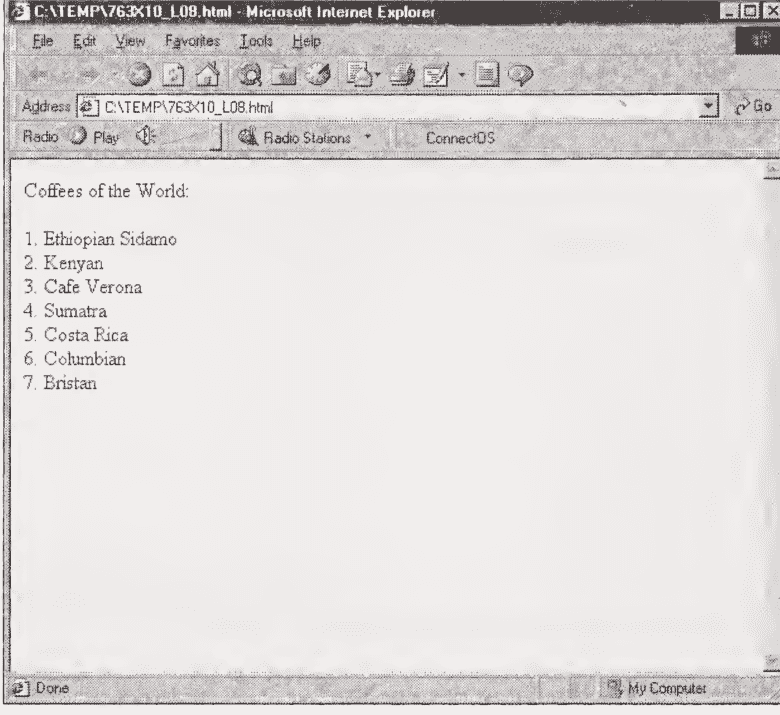 C:\TEMP\763X10_L08.html - Microsoft Internet Explorer
File Edit View Favorites Tools Help
Address C:\TEMP\763X10_L08.html Go
Radio Play Radio Stations ConnectOS
Coffees of the World:
1. Ethiopian Sidamo
2. Kenyan
3. Cafe Verona
4. Sumatra
5. Costa Rica
6. Columbian
7. Bristan
Done My Computer